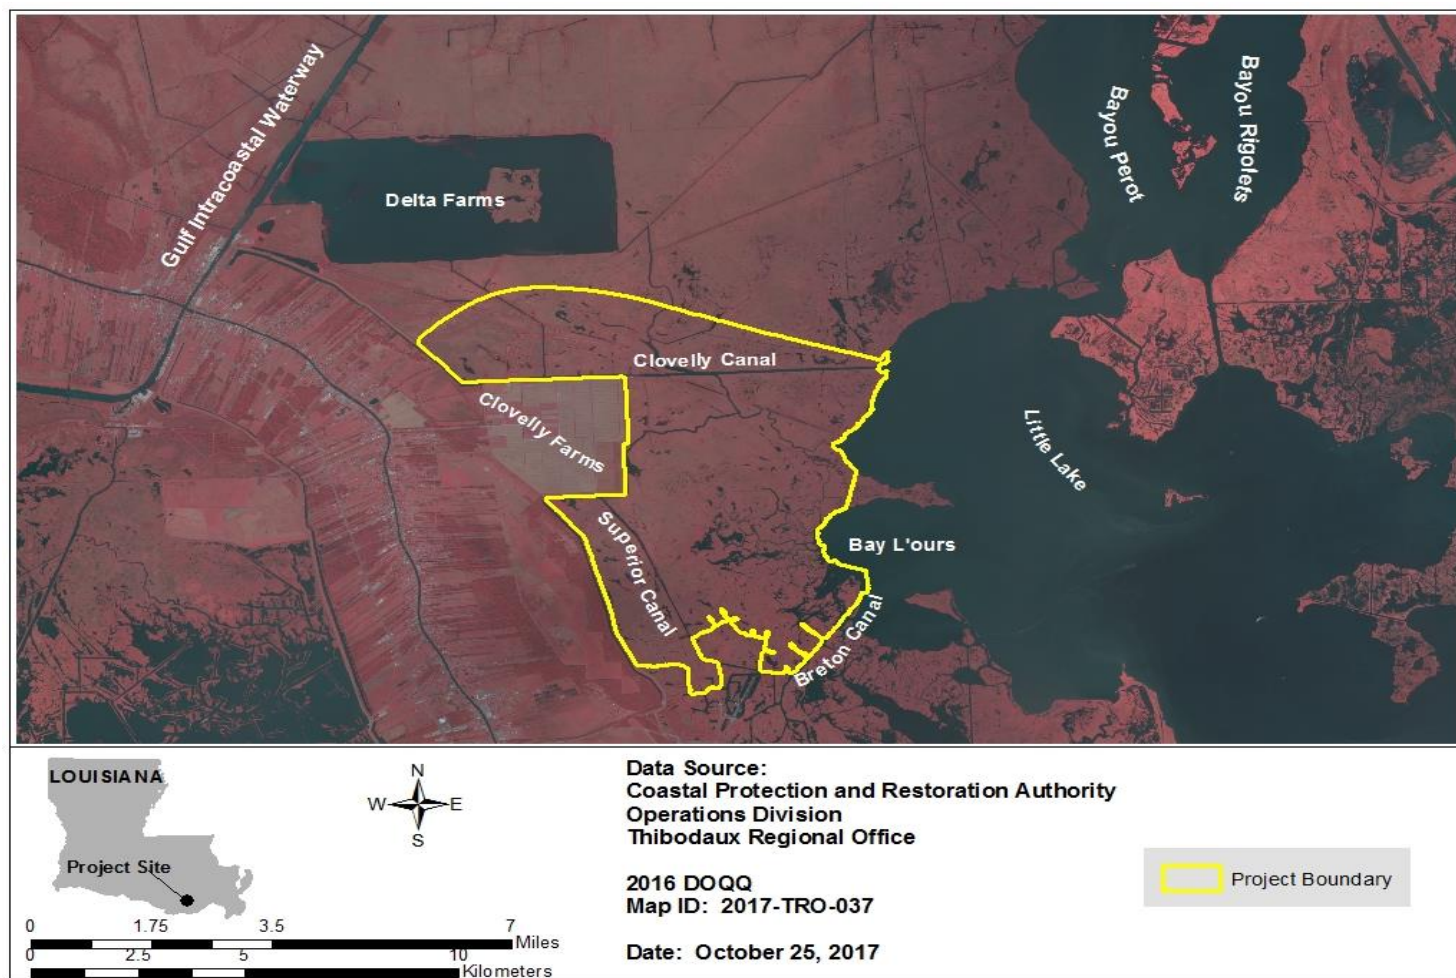 Gulf Intracoastal Waterway
Delta Farms
Bayou Perot
Bayou Rigolets
Clovelly Canal
Clovelly Farms
Little Lake
Superior Canal
Bay L'ours
Breton Canal
LOUISIANA
Project Site
N
W E
S
0 1.75 3.5 7
Miles
0 2.5 5 10
Kilometers
Data Source:
Coastal Protection and Restoration Authority
Operations Division
Thibodaux Regional Office
2016 DOQQ
Map ID: 2017-TRO-037
Date: October 25, 2017
Project Boundary